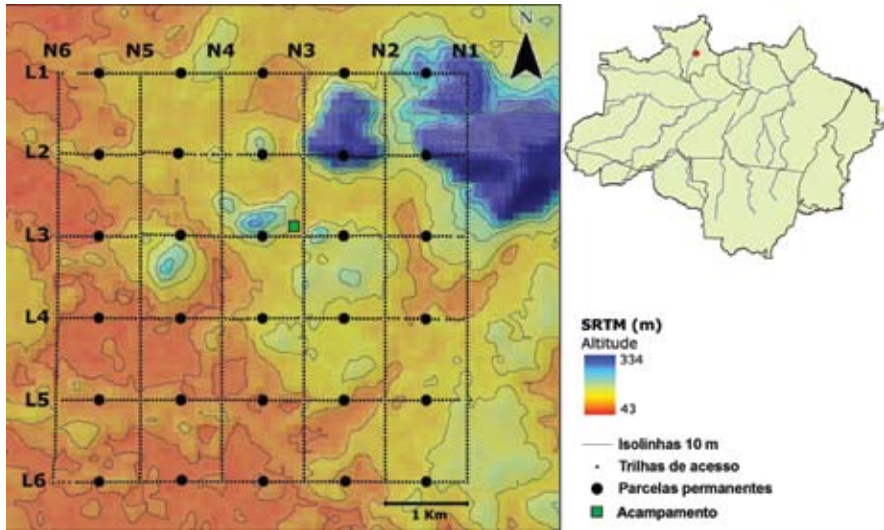 N
N6 N5 N4 N3 N2 N1
L1
L2
L3
L4
L5
L6
1 Km
SRTM (m)
Altitude
334
43
Isolinhas 10 m
Trilhas de acesso
Parcelas permanentes
Acampamento